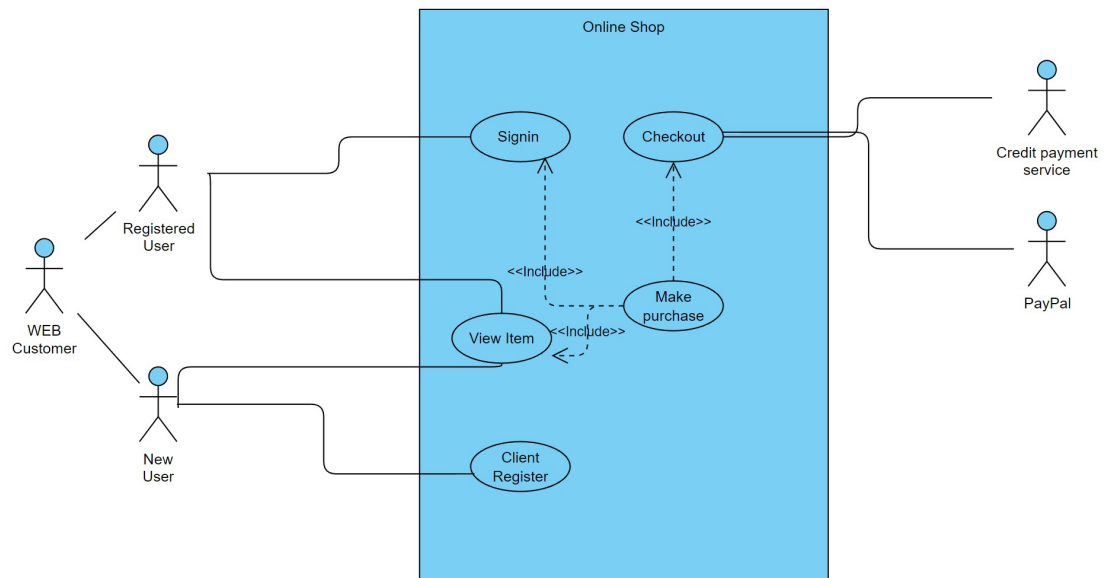 Online Shop
Signin
Checkout
Credit payment
service
Registered
User
<<Include>>
<<Include>>
WEB
Customer
View Item
<<Include>>
Make
purchase
PayPal
New
User
Client
Register